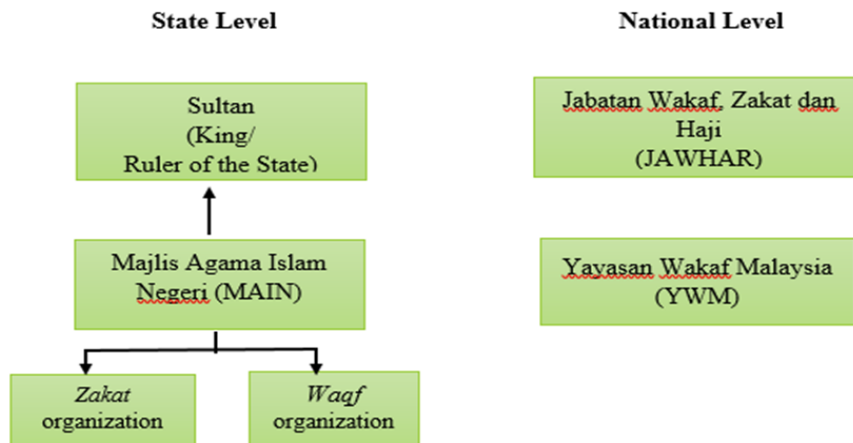 State Level
National Level
Sultan
(King/
Ruler of the State)
Jabatan Wakaf, Zakat dan
Haji
(JAWHAR)
Majlis Agama Islam
Negeri (MAIN)
Yayasan Wakaf Malaysia
(YWM)
Zakat
organization
Waqf
organization